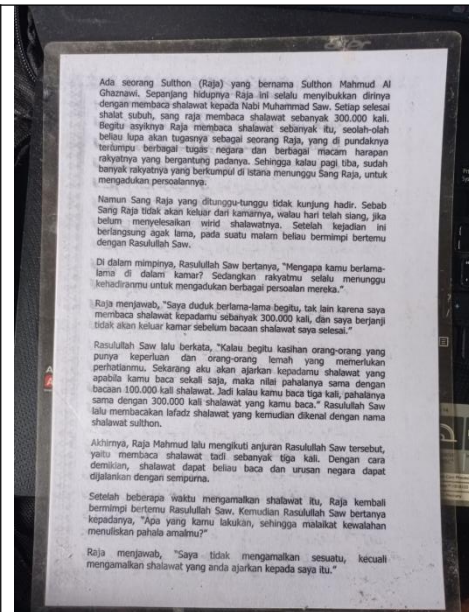 Ada seorang Sulthon (Raja) yang bernama Sulthon Mahmud Al
Ghaznawi. Sepanjang hidupnya Raja ini selalu menyibukkan dirinya
dengan membaca shalawat kepada Nabi Muhammad Saw. Setiap selesai
shalat subuh, sang raja membaca shalawat sebanyak 300.000 kali.
Begitu asyiknya Raja membaca shalawat sebanyak itu, seolah-olah
beliau lupa akan tugasnya sebagai seorang Raja, yang di pundaknya
tertumpu berbagai tugas negara dan berbagai macam harapan
rakyatnya yang bergantung padanya. Sehingga kalau pagi tiba, sudah
banyak rakyatnya yang berkumpul di istana menunggu Sang Raja, untuk
mengadukan persoalannya.
Namun Sang Raja yang ditunggu-tunggu tidak kunjung hadir. Sebab
Sang Raja tidak akan keluar dari kamarnya, walau hari telah siang, jika
belum menyelesaikan wirid shalawatnya. Setelah kejadian ini
berlangsung agak lama, pada suatu malam beliau bermimpi bertemu
dengan Rasulullah Saw.
Di dalam mimpinya, Rasulullah Saw bertanya, "Mengapa kamu berlama-
lama di dalam kamar? Sedangkan rakyatmu selalu menunggu
kehadiranmu untuk mengadukan berbagai persoalan mereka."
Raja menjawab, "Saya duduk berlama-lama begitu, tak lain karena saya
membaca shalawat kepadamu sebanyak 300.000 kali, dan saya berjanji
tidak akan keluar kamar sebelum bacaan shalawat saya selesai."
Rasulullah Saw lalu berkata, "Kalau begitu kasihan orang-orang yang
punya keperluan dan orang-orang lemah yang memerlukan
perhatianmu. Sekarang aku akan ajarkan kepadamu shalawat yang
apabila kamu baca sekali saja, maka nilai pahalanya sama dengan
bacaan 100.000 kali shalawat. Jadi kalau kamu baca tiga kali, pahalanya
sama dengan 300.000 kali shalawat yang kamu baca." Rasulullah Saw
lalu membacakan lafadz shalawat yang kemudian dikenal dengan nama
shalawat sulthon.
Akhirnya, Raja Mahmud lalu mengikuti anjuran Rasulullah Saw tersebut,
yaitu membaca shalawat tadi sebanyak tiga kali. Dengan cara
demikian, shalawat dapat beliau baca dan urusan negara dapat
dijalankan dengan sempurna.
Setelah beberapa waktu mengamalkan shalawat itu, Raja kembali
bermimpi bertemu Rasulullah Saw. Kemudian Rasulullah Saw bertanya
kepadanya, "Apa yang kamu lakukan, sehingga malaikat kewalahan
menuliskan pahala amalmu?"
Raja menjawab, "Saya tidak mengamalkan sesuatu, kecuali
mengamalkan shalawat yang anda ajarkan kepada saya itu."